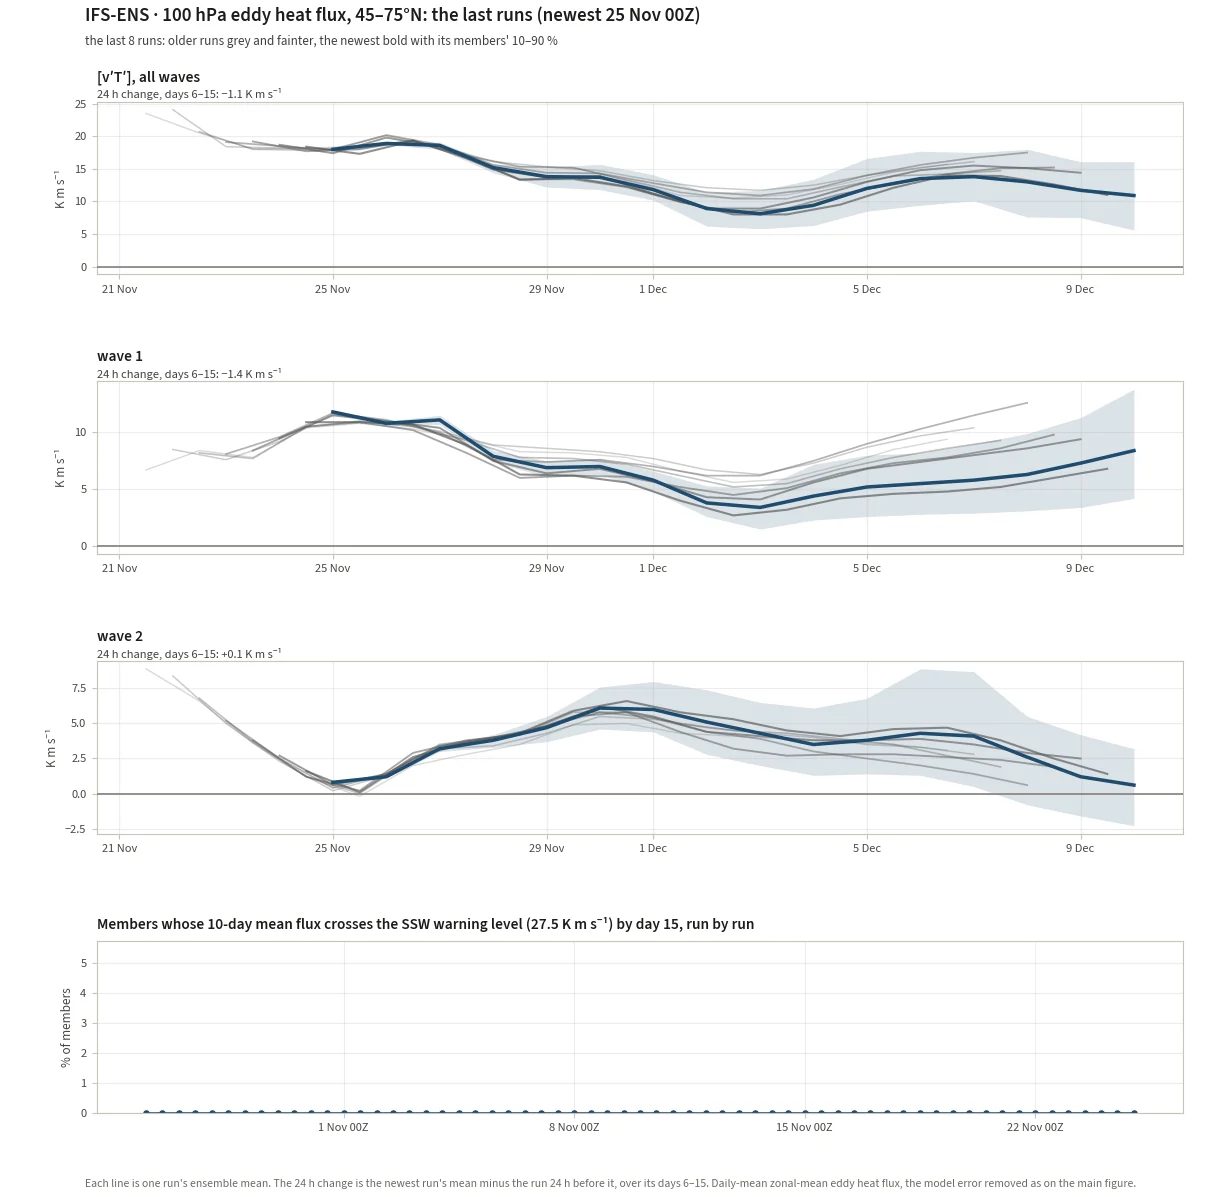 IFS-ENS · 100 hPa eddy heat flux, 45–75°N: the last runs (newest 25 Nov 00Z)
the last 8 runs: older runs grey and fainter, the newest bold with its members' 10–90 %
[v′T′], all waves
24 h change, days 6–15: −1.1 K m s⁻¹
25
20
15
10
5
0
K m s⁻¹
21 Nov
25 Nov
29 Nov
1 Dec
5 Dec
9 Dec
wave 1
24 h change, days 6–15: −1.4 K m s⁻¹
10
5
0
K m s⁻¹
21 Nov
25 Nov
29 Nov
1 Dec
5 Dec
9 Dec
wave 2
24 h change, days 6–15: +0.1 K m s⁻¹
7.5
5.0
2.5
0.0
−2.5
K m s⁻¹
21 Nov
25 Nov
29 Nov
1 Dec
5 Dec
9 Dec
Members whose 10-day mean flux crosses the SSW warning level (27.5 K m s⁻¹) by day 15, run by run
5
4
3
2
1
0
% of members
1 Nov 00Z
8 Nov 00Z
15 Nov 00Z
22 Nov 00Z
Each line is one run's ensemble mean. The 24 h change is the newest run's mean minus the run 24 h before it, over its days 6–15. Daily-mean zonal-mean eddy heat flux, the model error removed as on the main figure.